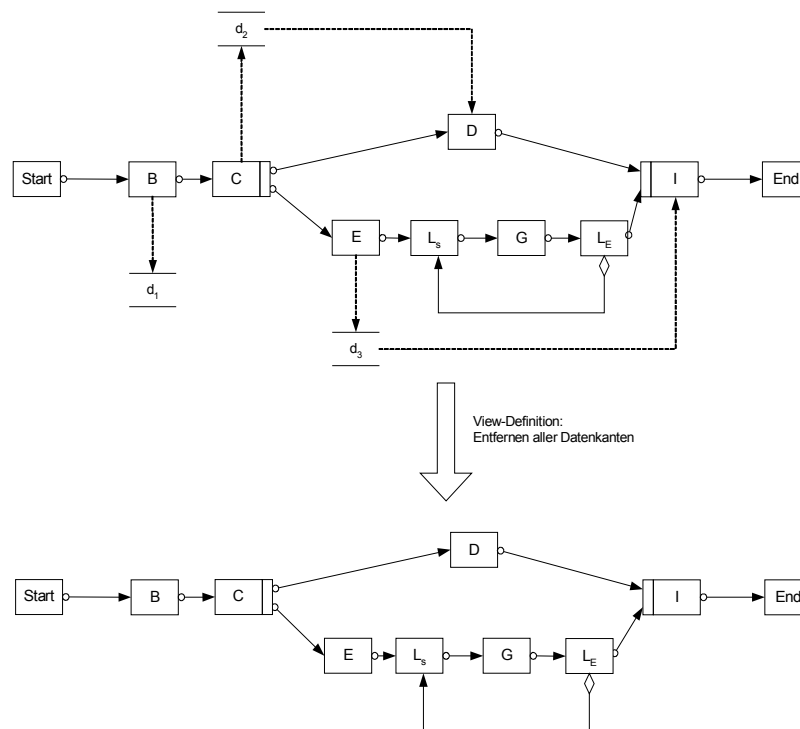 d2
D
Start
B
C
I
End
E
Ls
G
LE
d1
d3
View-Definition:
Entfernen aller Datenkanten
D
Start
B
C
I
End
E
Ls
G
LE